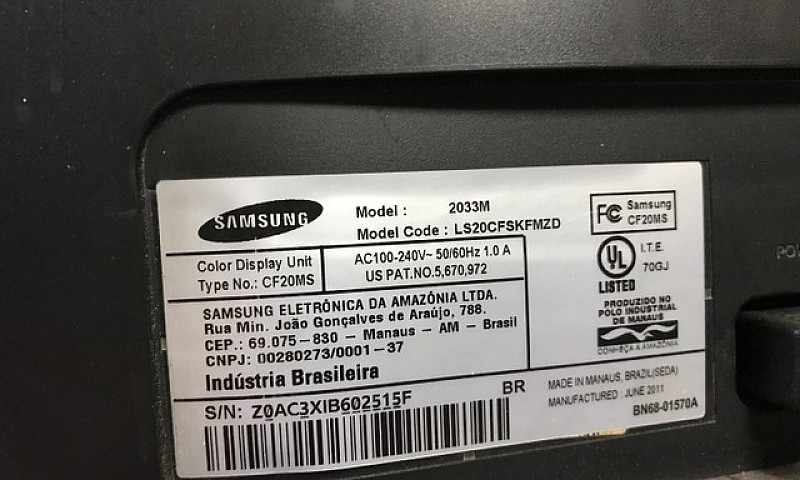 SAMSUNG
Model : 2033M
Model Code : LS20CFSKFMZD
FC Samsung
CF20MS
Color Display Unit
Type No.: CF20MS
AC100-240V~ 50/60Hz 1.0 A
US PAT.NO.5,670,972
UL I.T.E.
70GJ
LISTED
SAMSUNG ELETRÔNICA DA AMAZÔNIA LTDA.
Rua Min. João Gonçalves de Araújo, 788.
CEP.: 69.075-830 – Manaus – AM – Brasil
CNPJ: 00280273/0001-37
Indústria Brasileira
PRODUZIDO NO
POLO INDUSTRIAL
DE MANAUS
CONHEÇA A AMAZÔNIA
S/N: Z0AC3XIB602515F
BR
MADE IN MANAUS, BRAZIL(SEDA)
MANUFACTURED : JUNE 2011
BN68-01570A